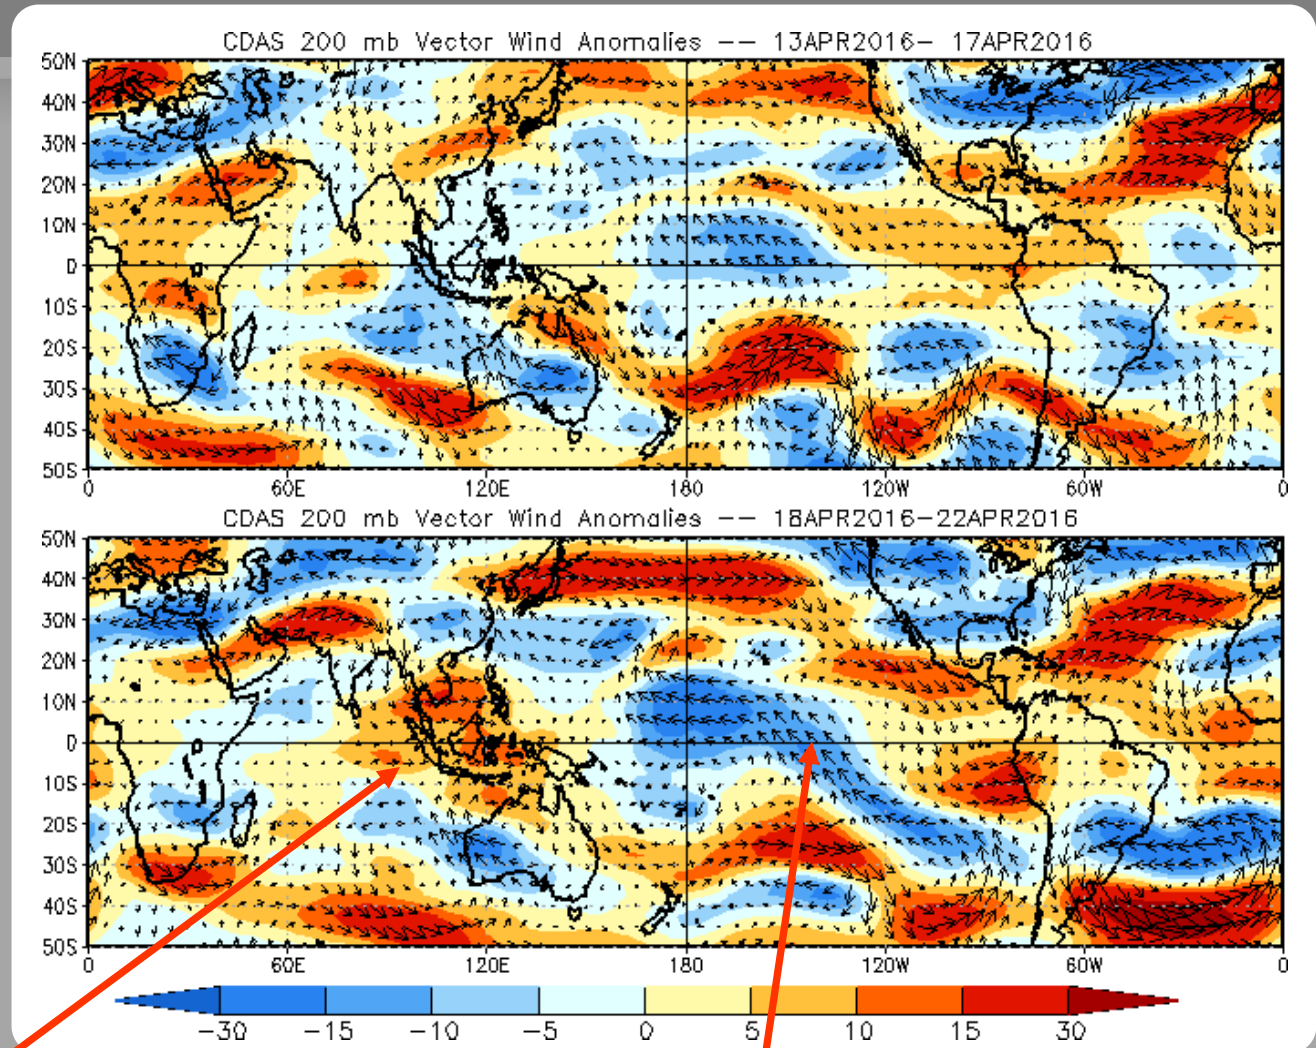 CDAS 200 mb Vector Wind Anomalies -- 13APR2016- 17APR2016
50N
40N
30N
20N
10N
0
10S
20S
30S
40S
50S
0 60E 120E 180 120W 60W 0
CDAS 200 mb Vector Wind Anomalies -- 18APR2016-22APR2016
50N
40N
30N
20N
10N
0
10S
20S
30S
40S
50S
0 60E 120E 180 120W 60W 0
-30 -15 -10 -5 0 5 10 15 30